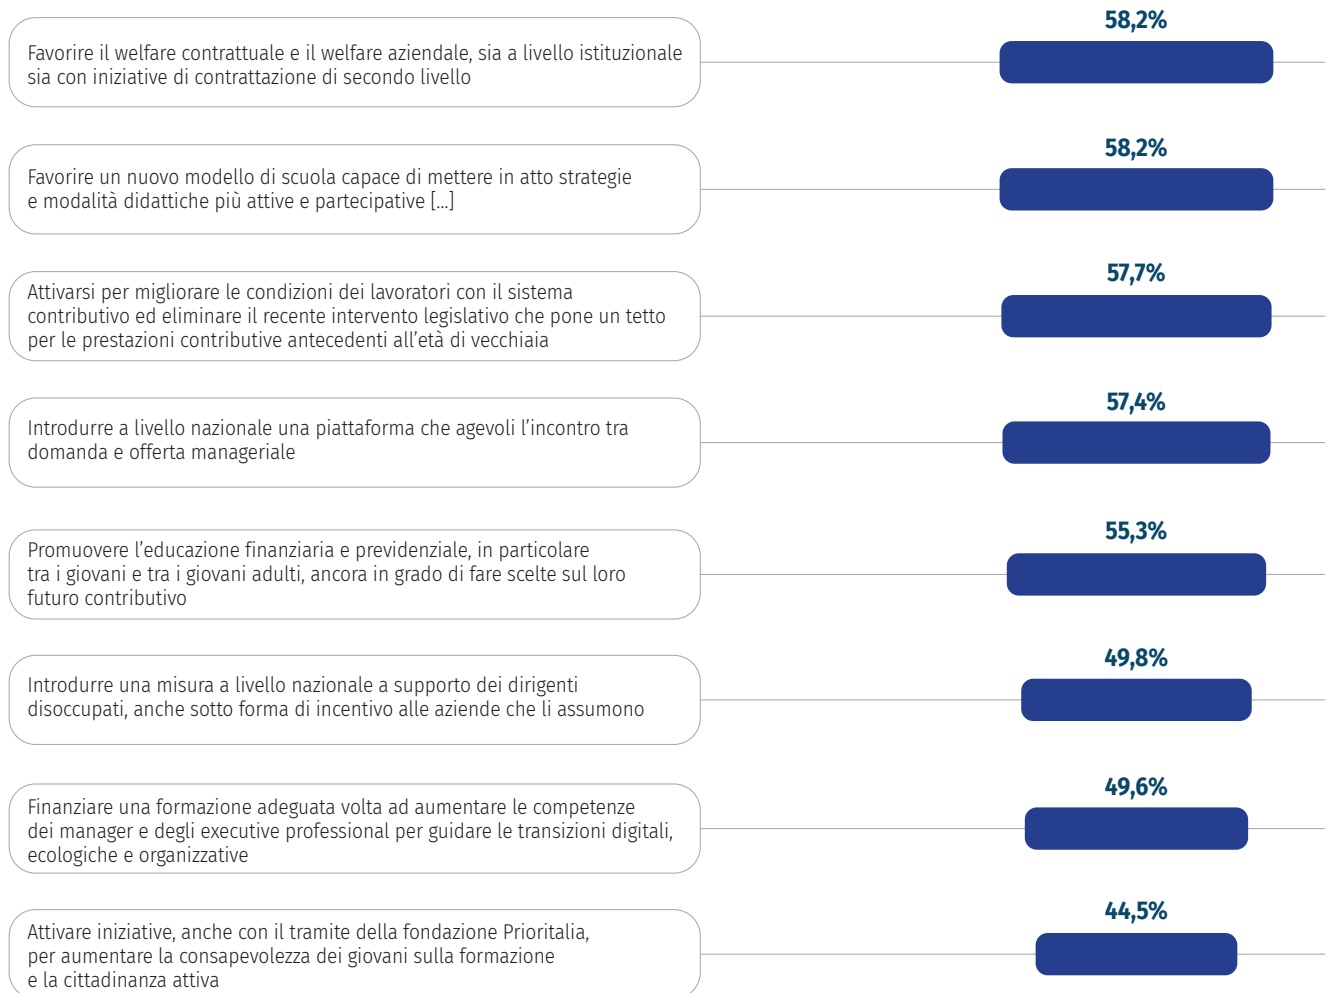 58,2%
Favorire il welfare contrattuale e il welfare aziendale, sia a livello istituzionale
sia con iniziative di contrattazione di secondo livello
58,2%
Favorire un nuovo modello di scuola capace di mettere in atto strategie
e modalità didattiche più attive e partecipative [...]
57,7%
Attivarsi per migliorare le condizioni dei lavoratori con il sistema
contributivo ed eliminare il recente intervento legislativo che pone un tetto
per le prestazioni contributive antecedenti all’età di vecchiaia
57,4%
Introdurre a livello nazionale una piattaforma che agevoli l’incontro tra
domanda e offerta manageriale
55,3%
Promuovere l’educazione finanziaria e previdenziale, in particolare
tra i giovani e tra i giovani adulti, ancora in grado di fare scelte sul loro
futuro contributivo
49,8%
Introdurre una misura a livello nazionale a supporto dei dirigenti
disoccupati, anche sotto forma di incentivo alle aziende che li assumono
49,6%
Finanziare una formazione adeguata volta ad aumentare le competenze
dei manager e degli executive professional per guidare le transizioni digitali,
ecologiche e organizzative
44,5%
Attivare iniziative, anche con il tramite della fondazione Prioritalia,
per aumentare la consapevolezza dei giovani sulla formazione
e la cittadinanza attiva